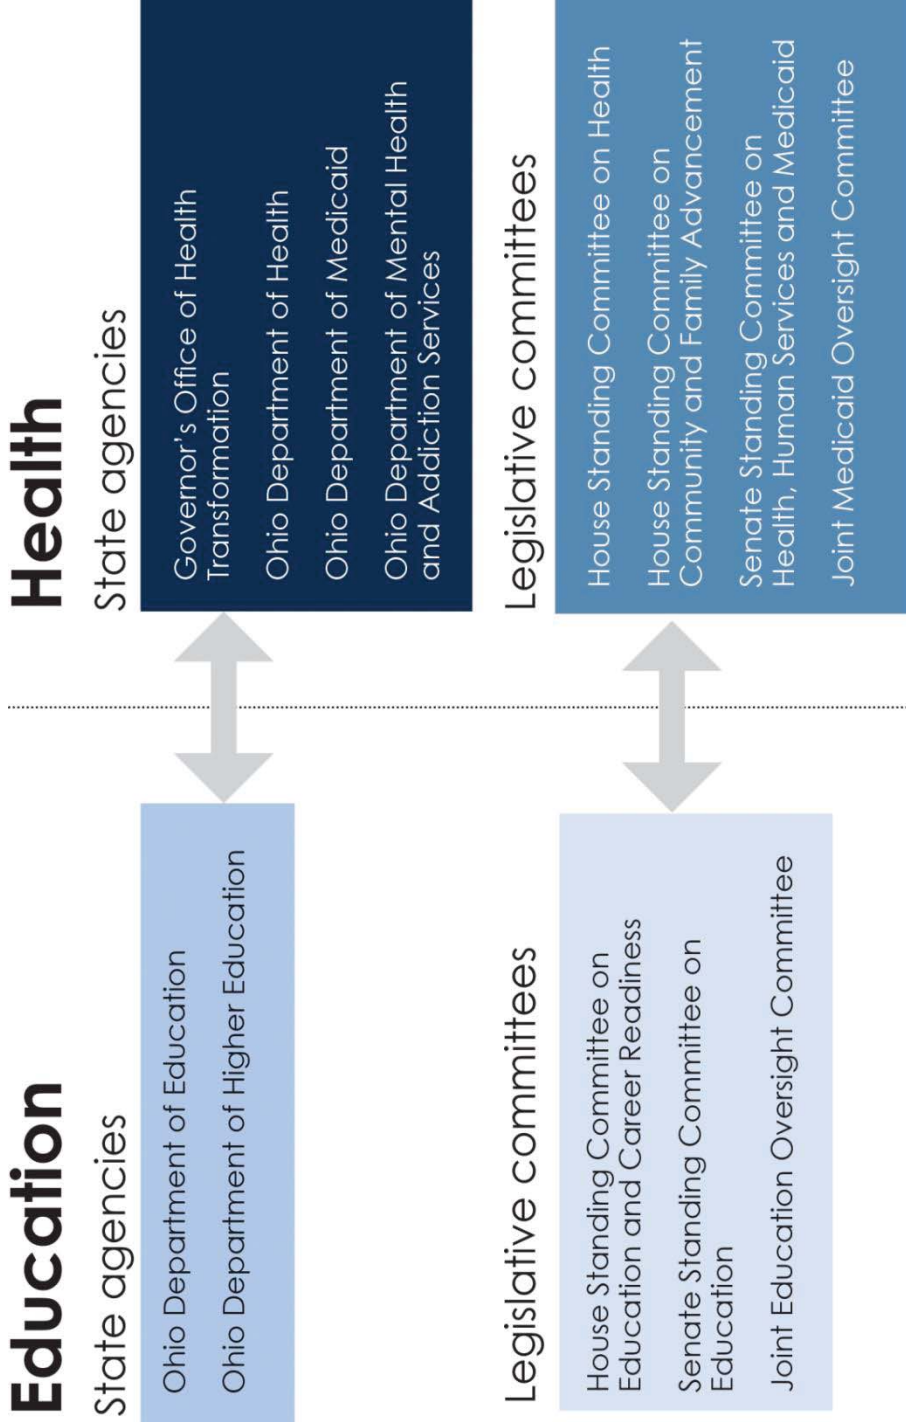 Education
State agencies
Ohio Department of Education
Ohio Department of Higher Education
Legislative committees
House Standing Committee on
Education and Career Readiness
Senate Standing Committee on
Education
Joint Education Oversight Committee
Health
State agencies
Governor's Office of Health
Transformation
Ohio Department of Health
Ohio Department of Medicaid
Ohio Department of Mental Health
and Addiction Services
Legislative committees
House Standing Committee on Health
House Standing Committee on
Community and Family Advancement
Senate Standing Committee on
Health, Human Services and Medicaid
Joint Medicaid Oversight Committee